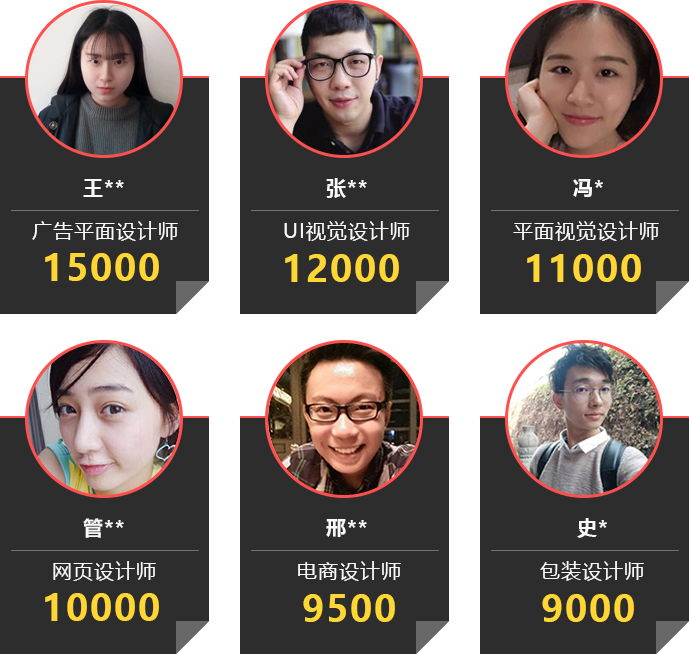 王**
广告平面设计师
15000
张**
UI视觉设计师
12000
冯*
平面视觉设计师
11000
管**
网页设计师
10000
邢**
电商设计师
9500
史*
包装设计师
9000